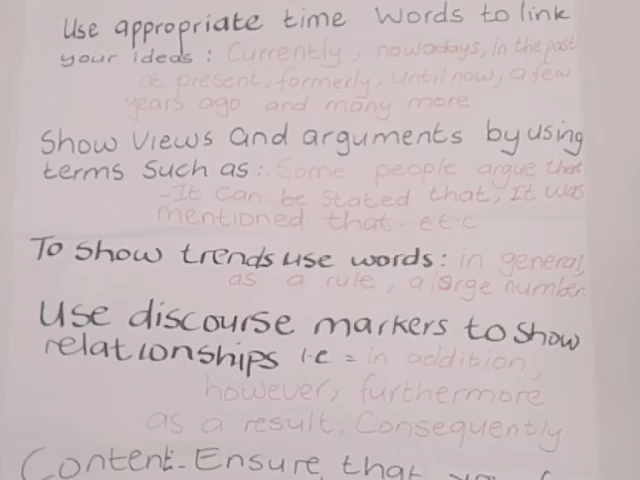 Use appropriate time words to link
your ideas: Currently, nowadays, in the past
at present, formerly, until now, a few
years ago and many more.
Show views and arguments by using
terms such as: Some people argue that
-It can be stated that, It was
mentioned that etc
To show trends use words: in general,
as a rule, a large number.
Use discourse markers to show
relationships i.e = in addition,
however, furthermore
as a result: Consequently.
Content-Ensure that